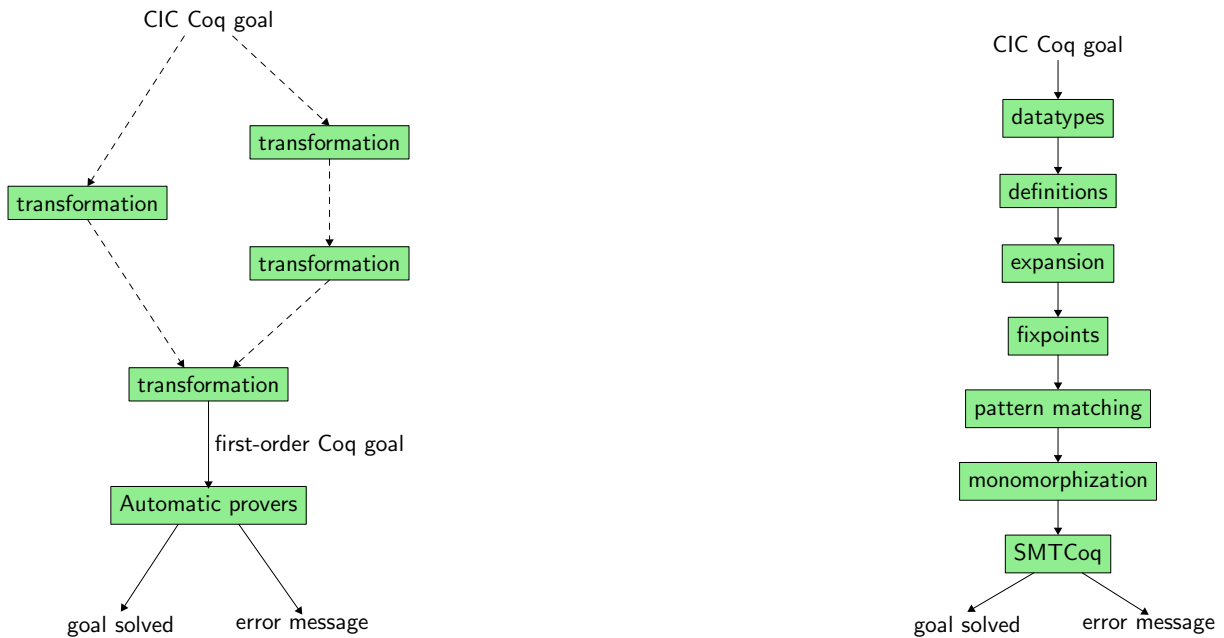 CIC Coq goal
transformation
transformation
transformation
transformation
first-order Coq goal
Automatic provers
goal solved
error message
CIC Coq goal
datatypes
definitions
expansion
fixpoints
pattern matching
monomorphization
SMTCoq
goal solved
error message